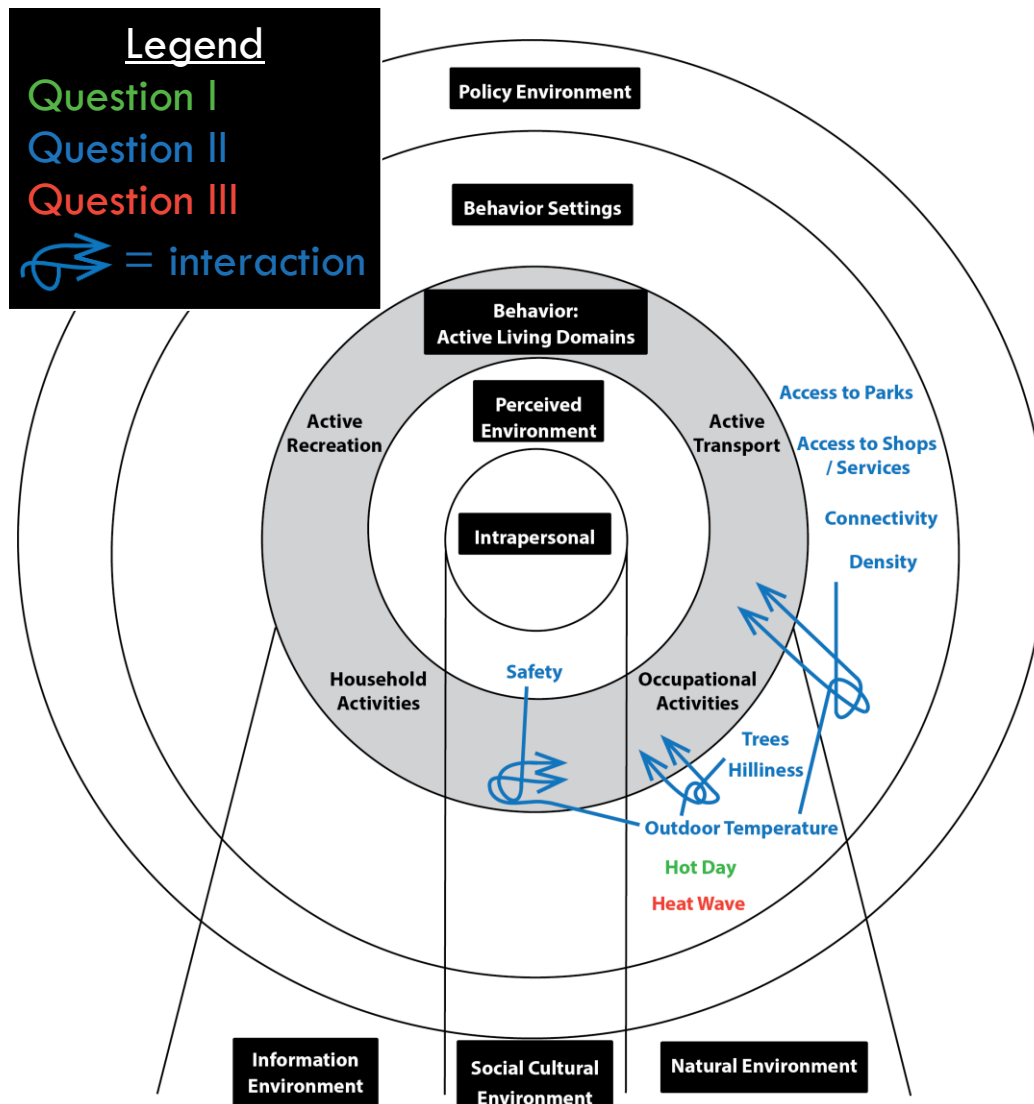 Legend
Question I
Question II
Question III
= interaction
Policy Environment
Behavior Settings
Behavior:
Active Living Domains
Perceived
Environment
Intrapersonal
Active
Recreation
Active
Transport
Household
Activities
Occupational
Activities
Access to Parks
Access to Shops
/ Services
Connectivity
Density
Safety
Trees
Hilliness
Outdoor Temperature
Hot Day
Heat Wave
Information
Environment
Social Cultural
Environment
Natural Environment